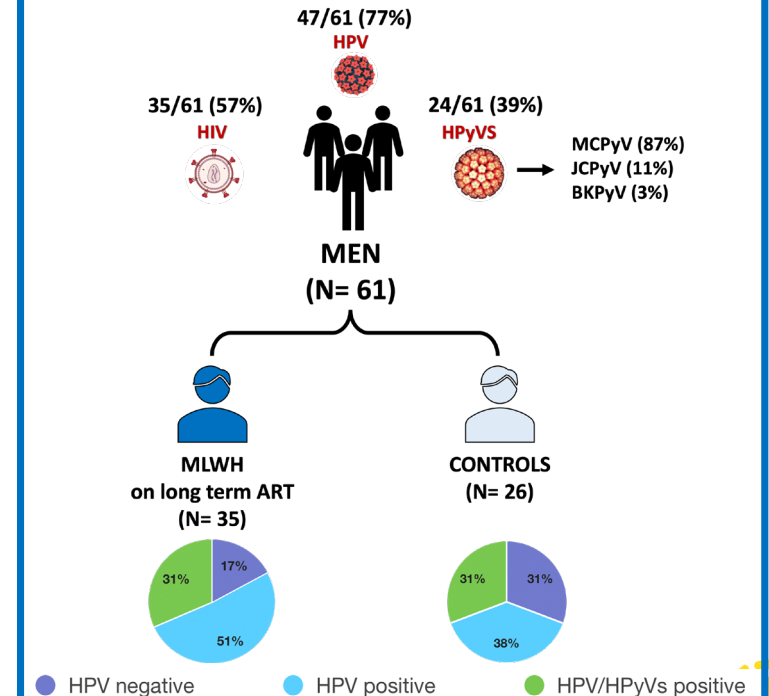 47/61 (77%)
HPV
35/61 (57%)
HIV
24/61 (39%)
HPyVS
MCPyV (87%)
JCPyV (11%)
BKPyV (3%)
MEN
(N= 61)
MLWH
on long term ART
(N= 35)
CONTROLS
(N= 26)
17%
31%
51%
31%
31%
38%
HPV negative
HPV positive
HPV/HPyVs positive